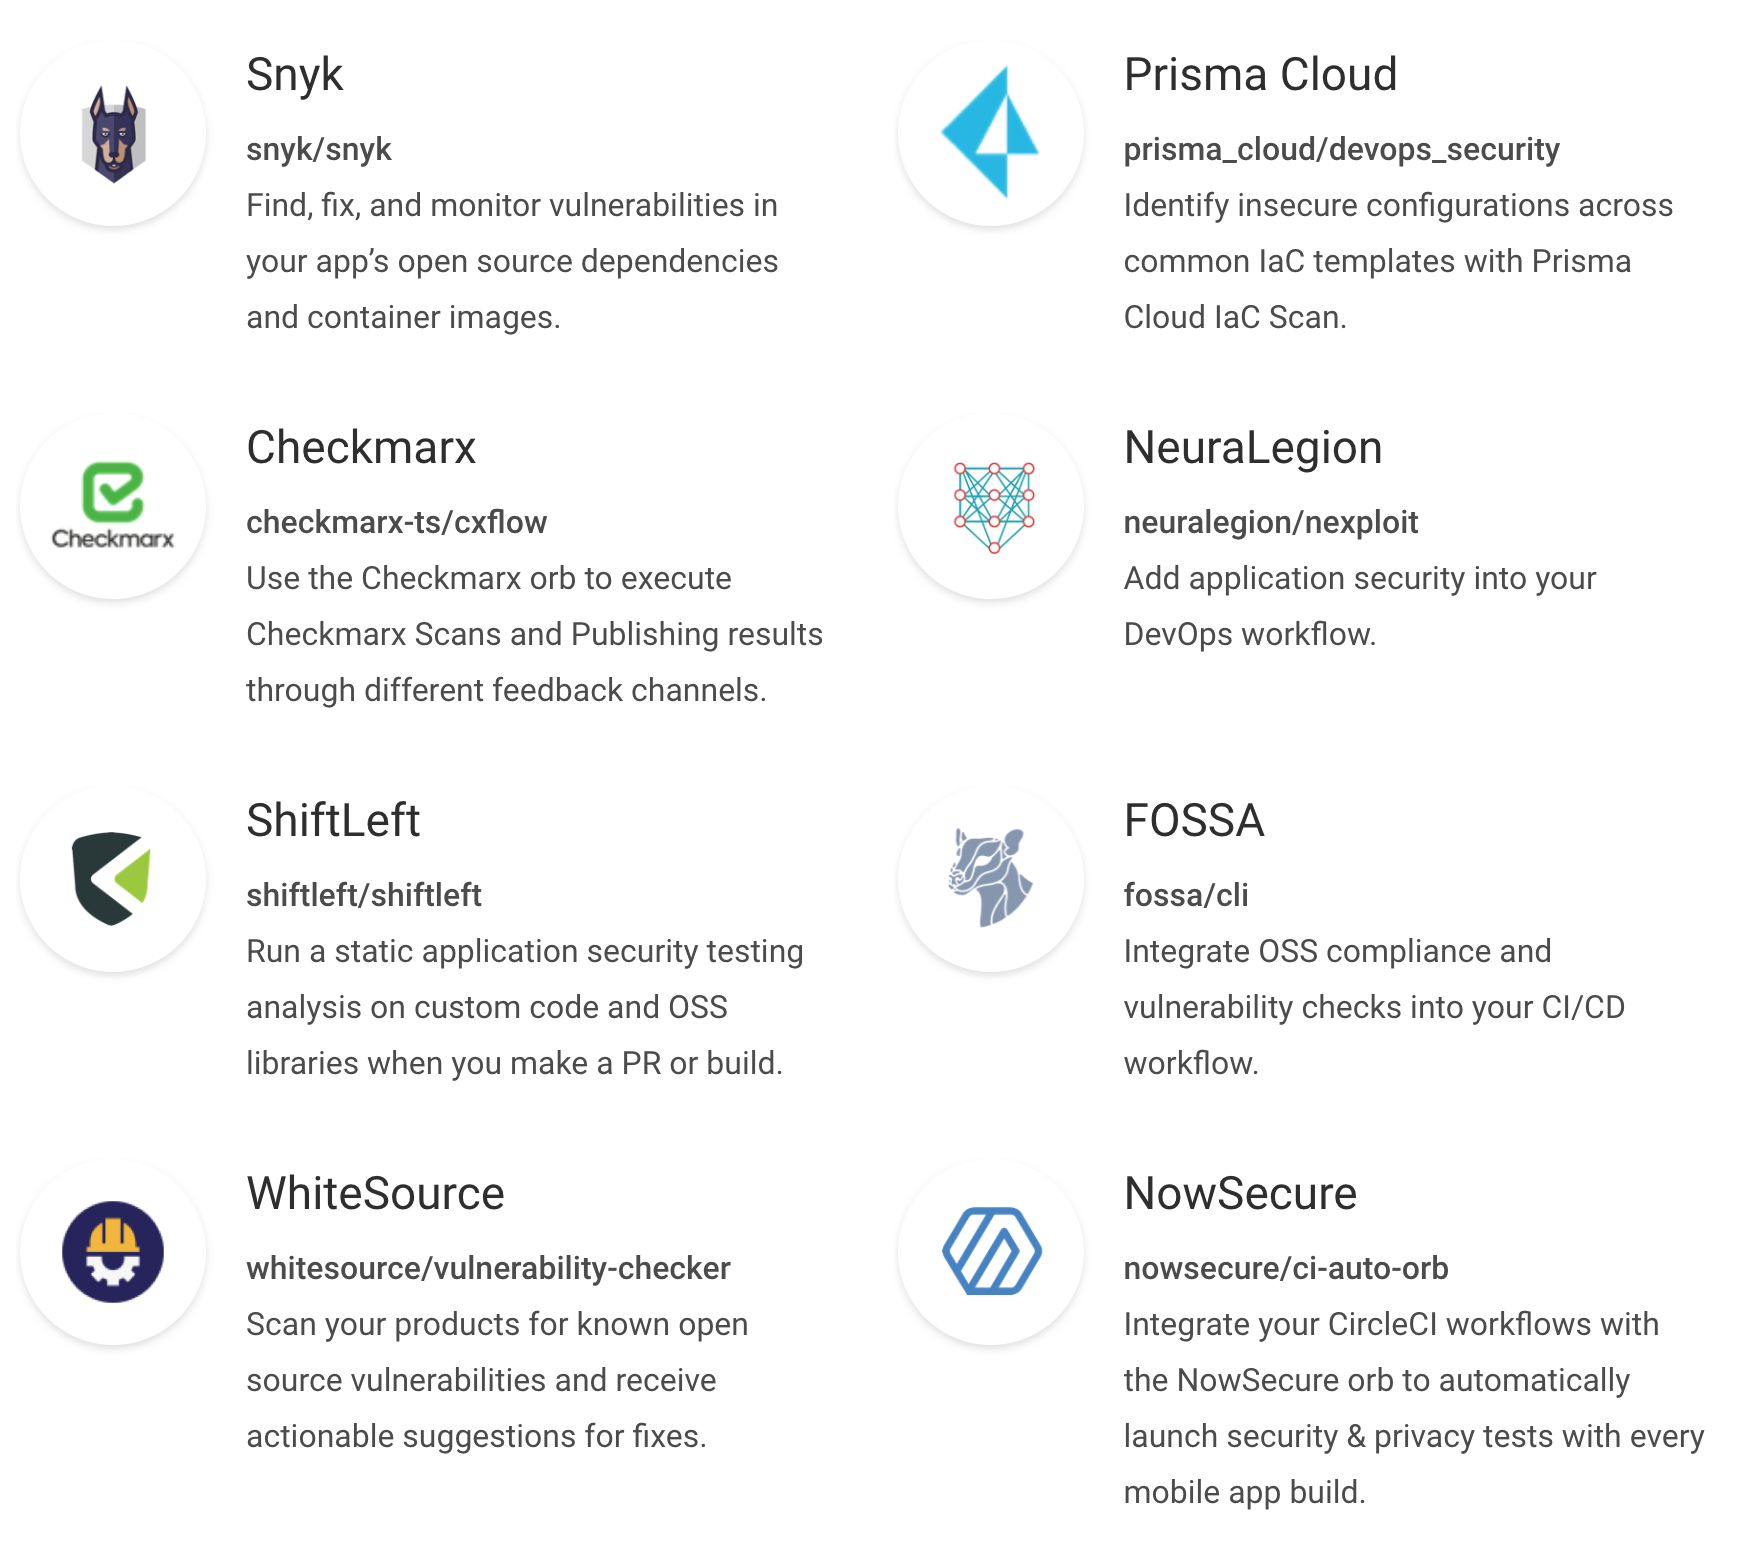 Snyk
snyk/snyk
Find, fix, and monitor vulnerabilities in
your app’s open source dependencies
and container images.
Prisma Cloud
prisma_cloud/devops_security
Identify insecure configurations across
common IaC templates with Prisma
Cloud IaC Scan.
Checkmarx
Checkmarx
checkmarx-ts/cxflow
Use the Checkmarx orb to execute
Checkmarx Scans and Publishing results
through different feedback channels.
NeuraLegion
neuralegion/nexploit
Add application security into your
DevOps workflow.
ShiftLeft
shiftleft/shiftleft
Run a static application security testing
analysis on custom code and OSS
libraries when you make a PR or build.
FOSSA
fossa/cli
Integrate OSS compliance and
vulnerability checks into your CI/CD
workflow.
WhiteSource
whitesource/vulnerability-checker
Scan your products for known open
source vulnerabilities and receive
actionable suggestions for fixes.
NowSecure
nowsecure/ci-auto-orb
Integrate your CircleCI workflows with
the NowSecure orb to automatically
launch security & privacy tests with every
mobile app build.